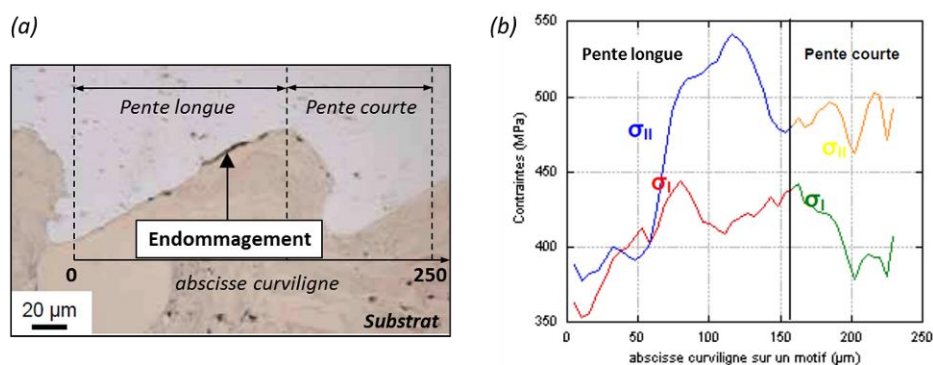 (a)
Pente longue
Pente courte
Endommagement
0
250
abscisse curviligne
20 µm
Substrat
(b)
550
500
450
400
350
Contraintes (MPa)
Pente longue
Pente courte
σII
σI
σII
σI
0
50
100
150
200
250
abscisse curviligne sur un motif (µm)